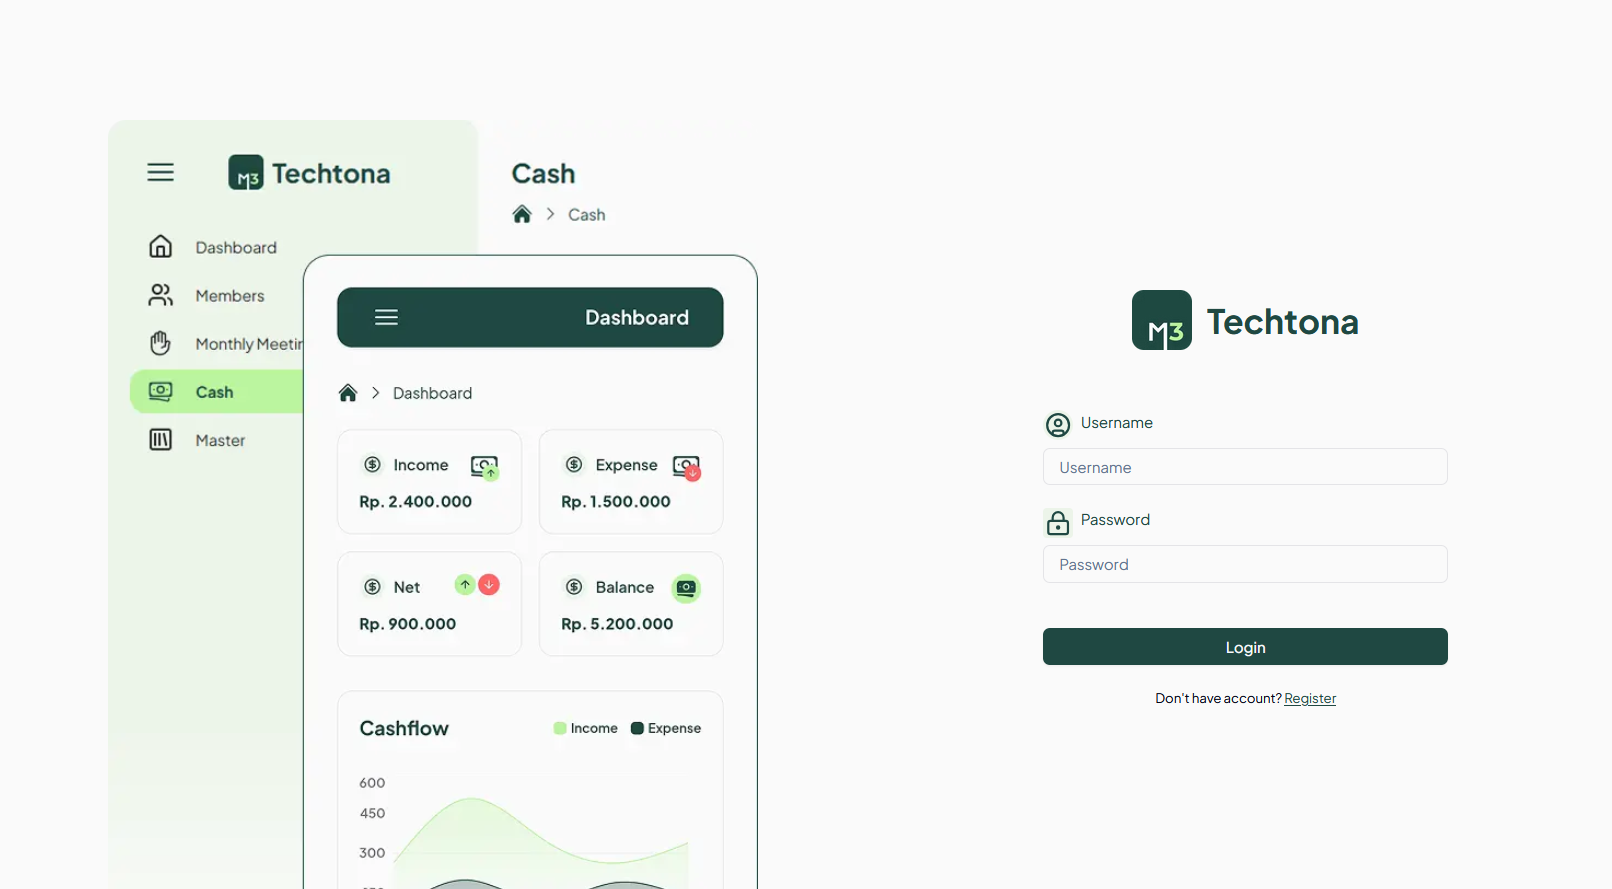 M3 Techtona
Dashboard
Members
Monthly
Cash
Master
Cash
Cash
Dashboard
Dashboard
Income
Rp. 2.400.000
Expense
Rp. 1.500.000
Net
Rp. 900.000
Balance
Rp. 5.200.000
Cashflow
Income
Expense
600
450
300
M3 Techtona
Username
Username
Password
Password
Login
Don't have account? Register